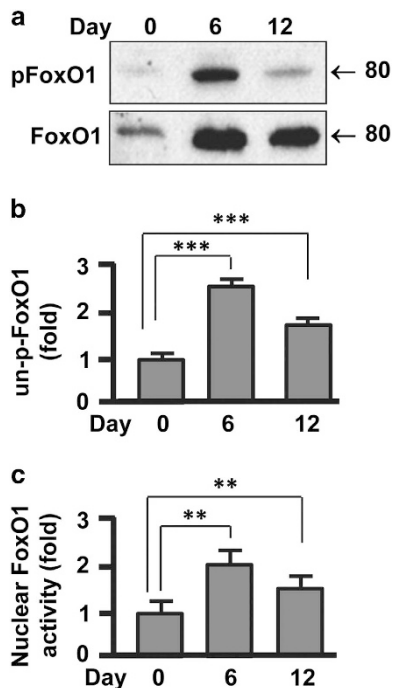 a
Day 0 6 12
pFoxO1 ← 80
FoxO1 ← 80
b
***
***
un-p-FoxO1
(fold)
3
2
1
0
Day 0 6 12
c
**
**
Nuclear FoxO1
activity (fold)
3
2
1
0
Day 0 6 12